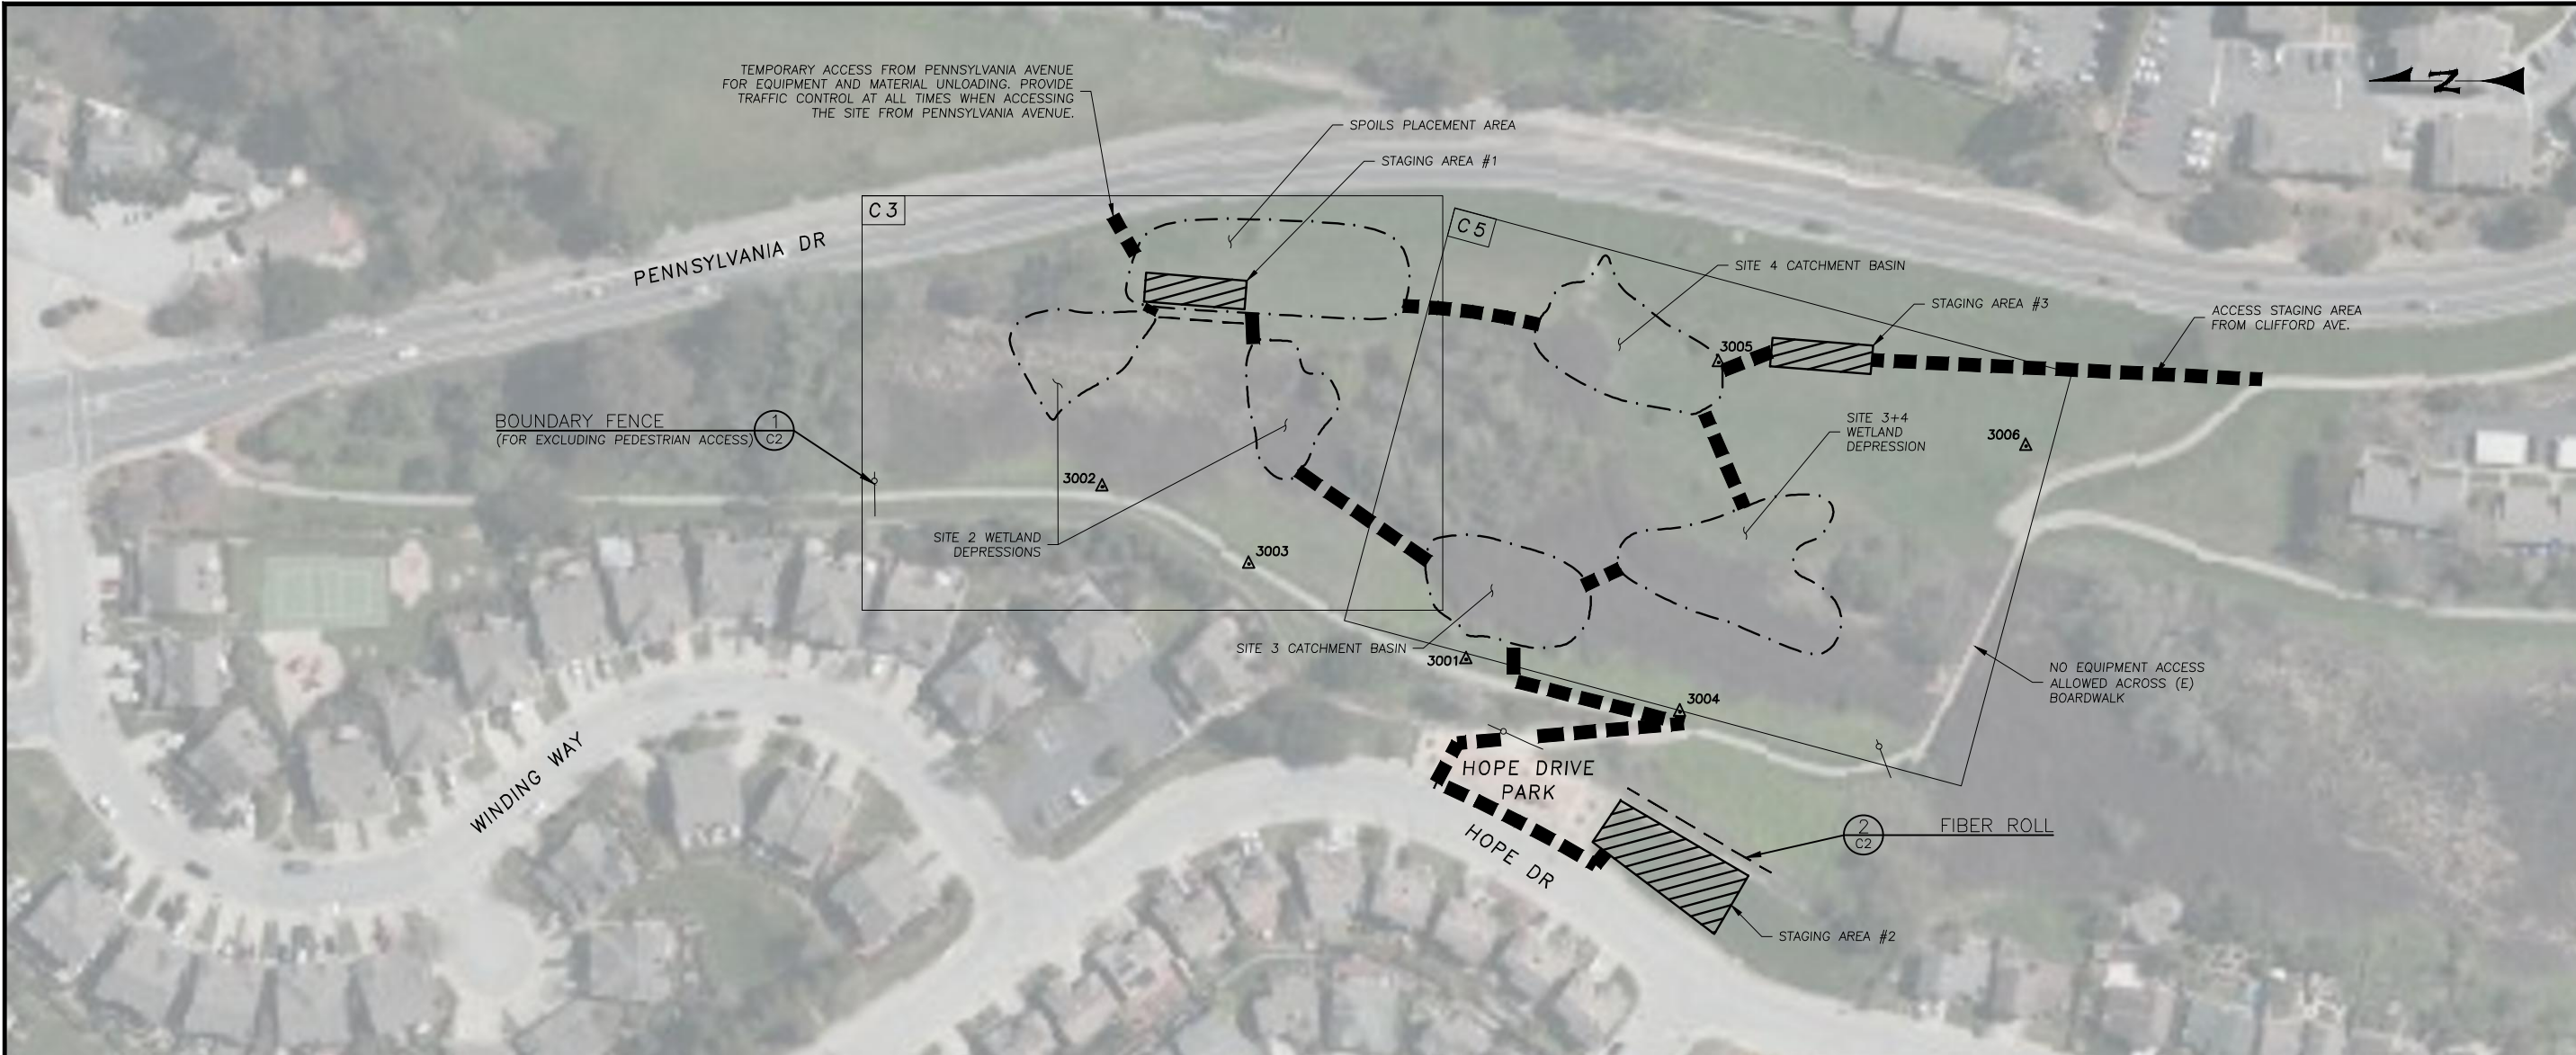 TEMPORARY ACCESS FROM PENNSYLVANIA AVENUE
FOR EQUIPMENT AND MATERIAL UNLOADING. PROVIDE
TRAFFIC CONTROL AT ALL TIMES WHEN ACCESSING
THE SITE FROM PENNSYLVANIA AVENUE.
N
SPOILS PLACEMENT AREA
STAGING AREA #1
C3
C5
PENNSYLVANIA DR
SITE 4 CATCHMENT BASIN
STAGING AREA #3
ACCESS STAGING AREA
FROM CLIFFORD AVE.
3005
BOUNDARY FENCE
(FOR EXCLUDING PEDESTRIAN ACCESS)
1
C2
SITE 3+4
WETLAND
DEPRESSION
3006
3002
SITE 2 WETLAND
DEPRESSIONS
3003
SITE 3 CATCHMENT BASIN
3001
NO EQUIPMENT ACCESS
ALLOWED ACROSS (E)
BOARDWALK
3004
WINDING WAY
HOPE DRIVE
PARK
HOPE DR
2
C2
FIBER ROLL
STAGING AREA #2